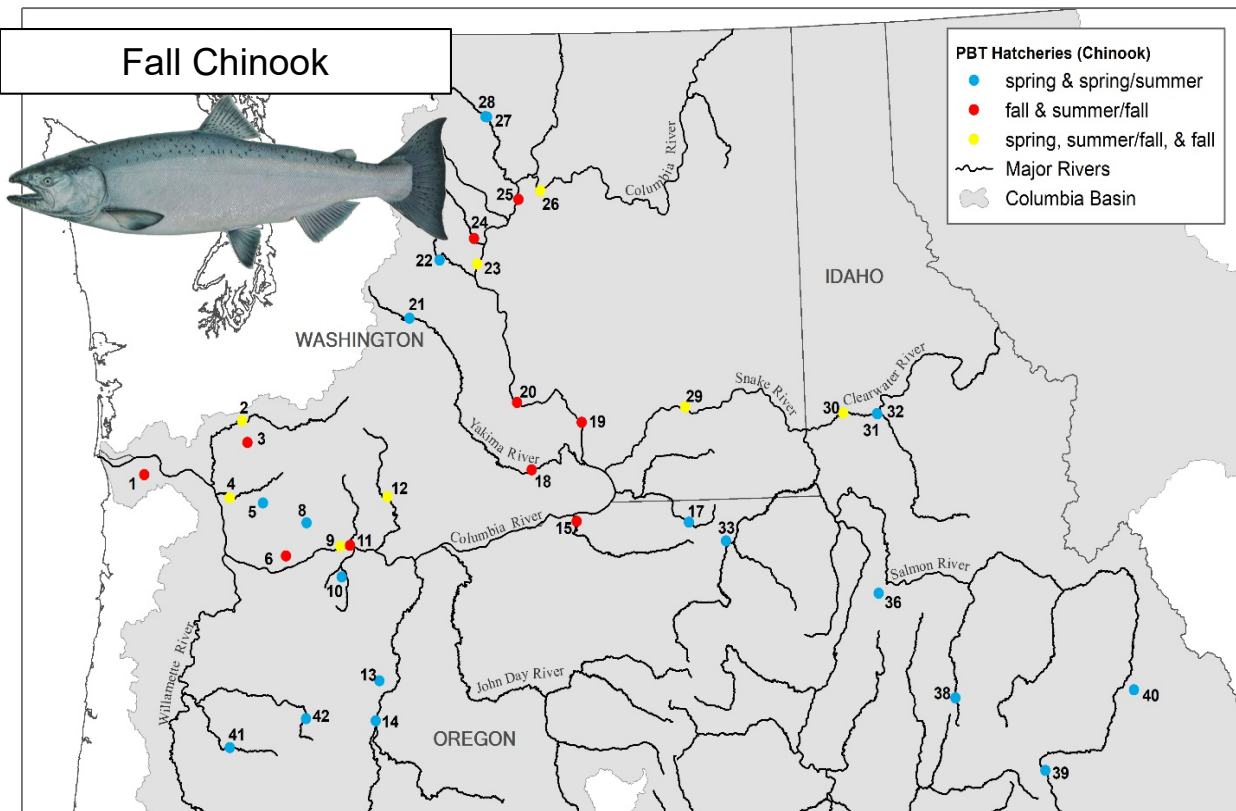 Fall Chinook
PBT Hatcheries (Chinook)
spring & spring/summer
fall & summer/fall
spring, summer/fall, & fall
Major Rivers
Columbia Basin
28
27
Columbia River
25
26
24
22
23
IDAHO
21
WASHINGTON
Snake River
Clearwater River
29
20
30
32
31
2
19
3
Yakima River
18
1
4
5
12
8
Columbia River
15
17
9
11
33
6
10
Salmon River
36
Willamette River
13
John Day River
38
40
42
14
41
OREGON
39